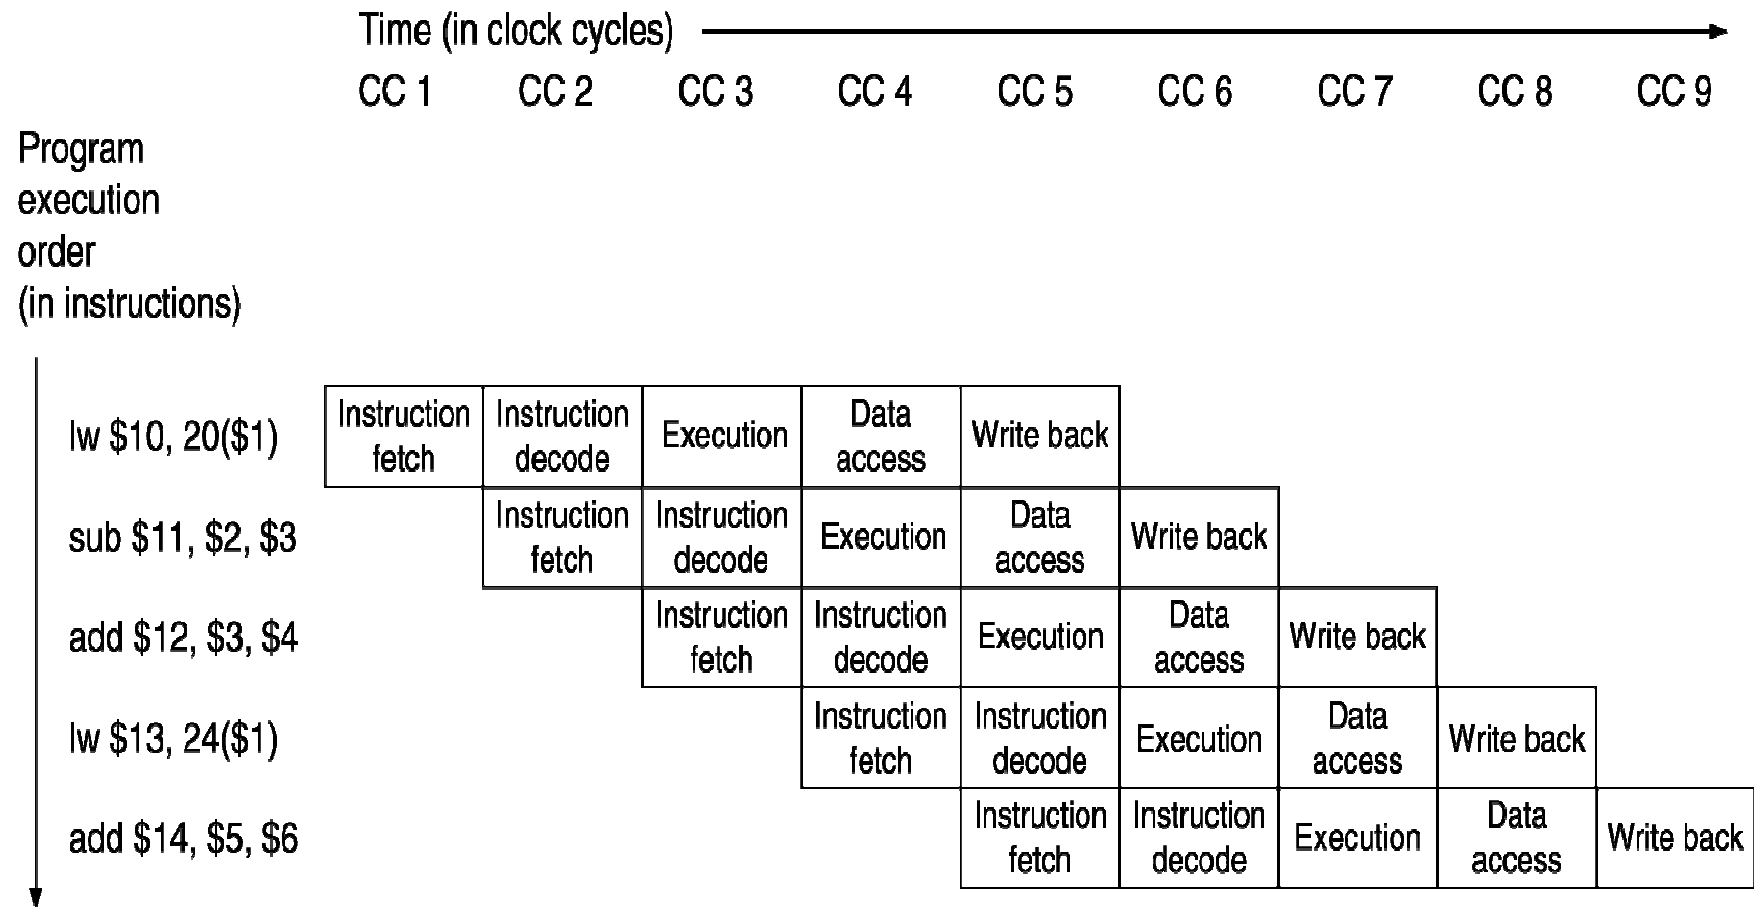 Time (in clock cycles)
CC 1 CC 2 CC 3 CC 4 CC 5 CC 6 CC 7 CC 8 CC 9
Program
execution
order
(in instructions)
lw $10, 20($1)
Instruction
fetch
Instruction
decode
Execution
Data
access
Write back
sub $11, $2, $3
Instruction
fetch
Instruction
decode
Execution
Data
access
Write back
add $12, $3, $4
Instruction
fetch
Instruction
decode
Execution
Data
access
Write back
lw $13, 24($1)
Instruction
fetch
Instruction
decode
Execution
Data
access
Write back
add $14, $5, $6
Instruction
fetch
Instruction
decode
Execution
Data
access
Write back